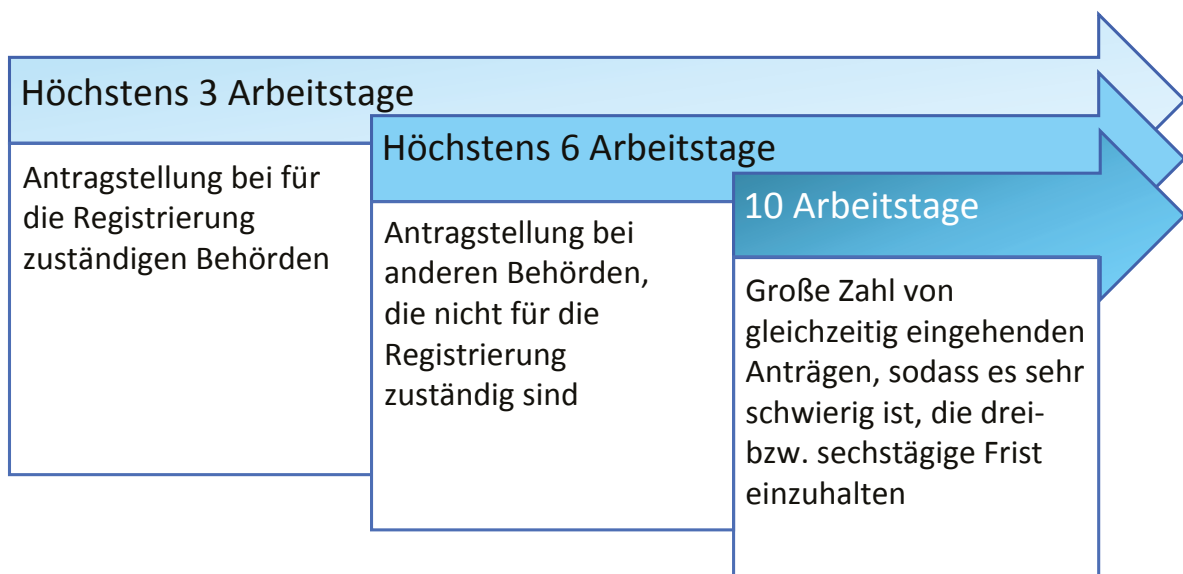 Höchstens 3 Arbeitstage
Antragstellung bei für
die Registrierung
zuständigen Behörden
Höchstens 6 Arbeitstage
Antragstellung bei
anderen Behörden,
die nicht für die
Registrierung
zuständig sind
10 Arbeitstage
Große Zahl von
gleichzeitig eingehenden
Anträgen, sodass es sehr
schwierig ist, die drei-
bzw. sechstägige Frist
einzuhalten